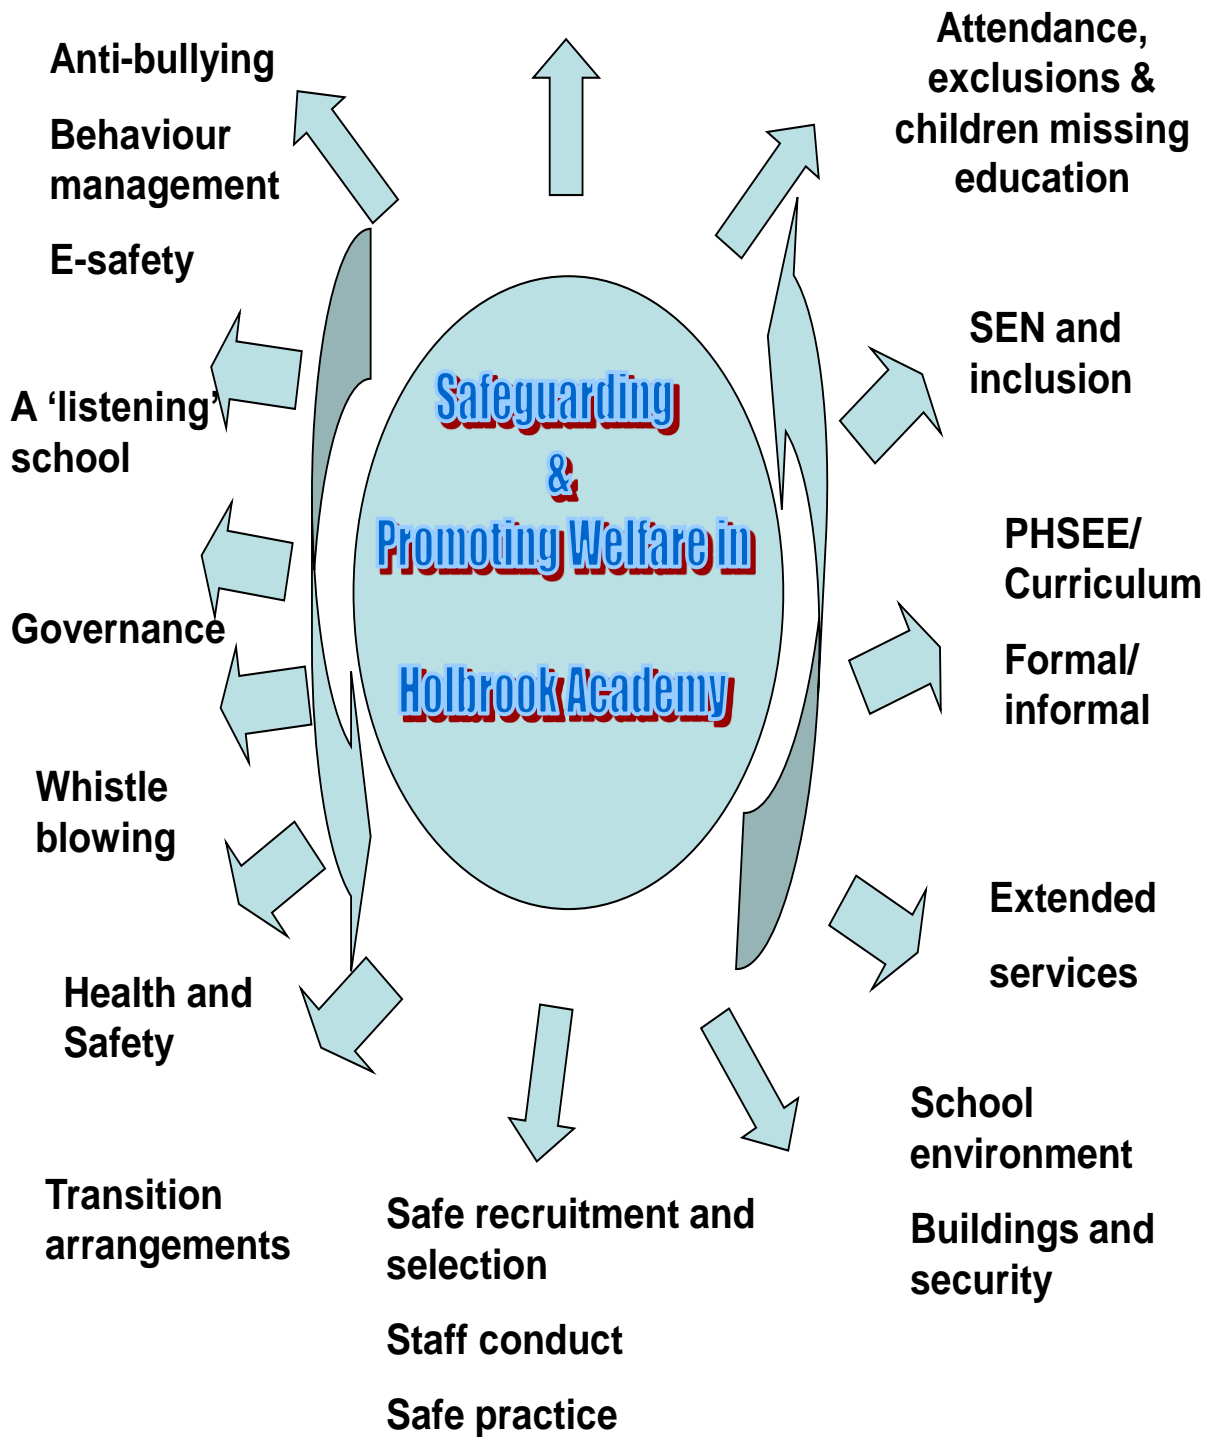 Anti-bullying
Behaviour
management
E-safety
A ‘listening’
school
Governance
Whistle
blowing
Health and
Safety
Transition
arrangements
Safeguarding
&
Promoting Welfare in
Holbrook Academy
Safe recruitment and
selection
Staff conduct
Safe practice
Attendance,
exclusions &
children missing
education
SEN and
inclusion
PHSEE/
Curriculum
Formal/
informal
Extended
services
School
environment
Buildings and
security